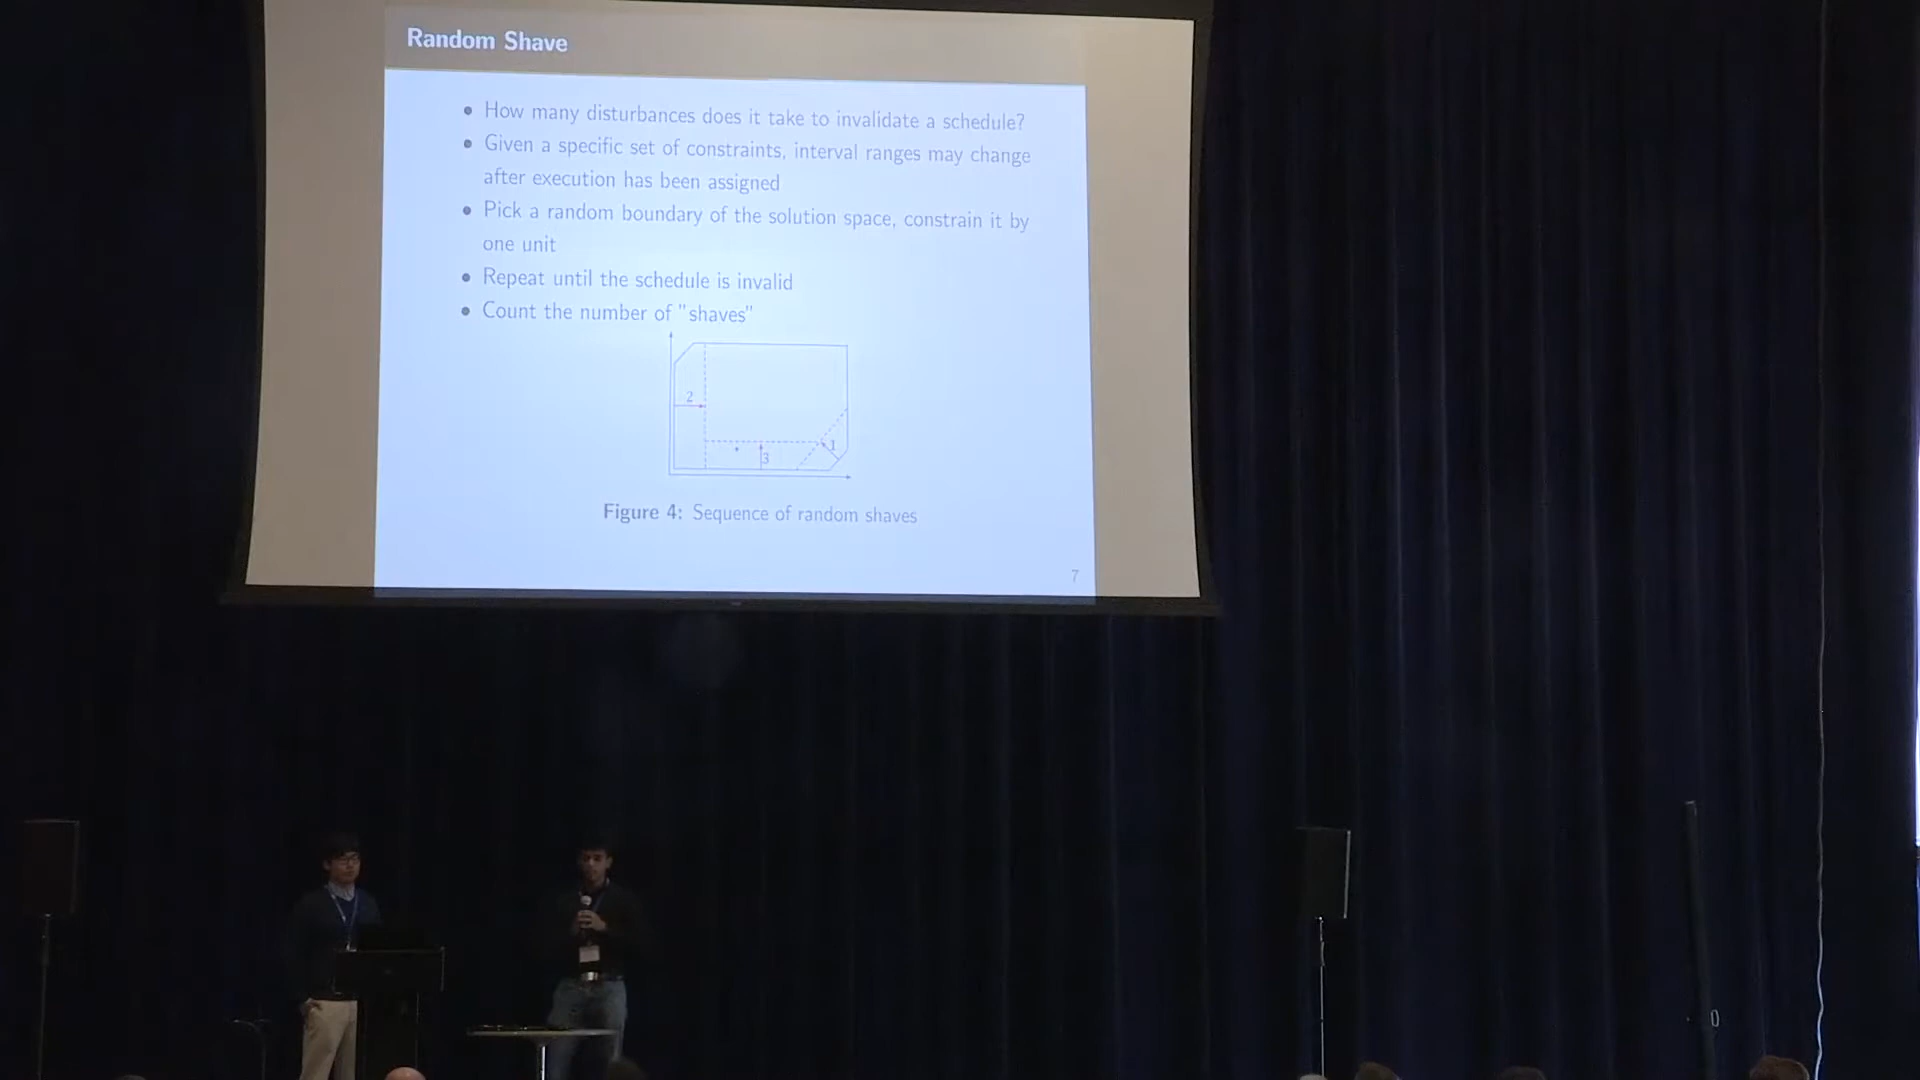 Random Shave
• How many disturbances does it take to invalidate a schedule?
• Given a specific set of constraints, interval ranges may change
after execution has been assigned
• Pick a random boundary of the solution space, constrain it by
one unit
• Repeat until the schedule is invalid
• Count the number of "shaves"
2
1
3
Figure 4: Sequence of random shaves
7